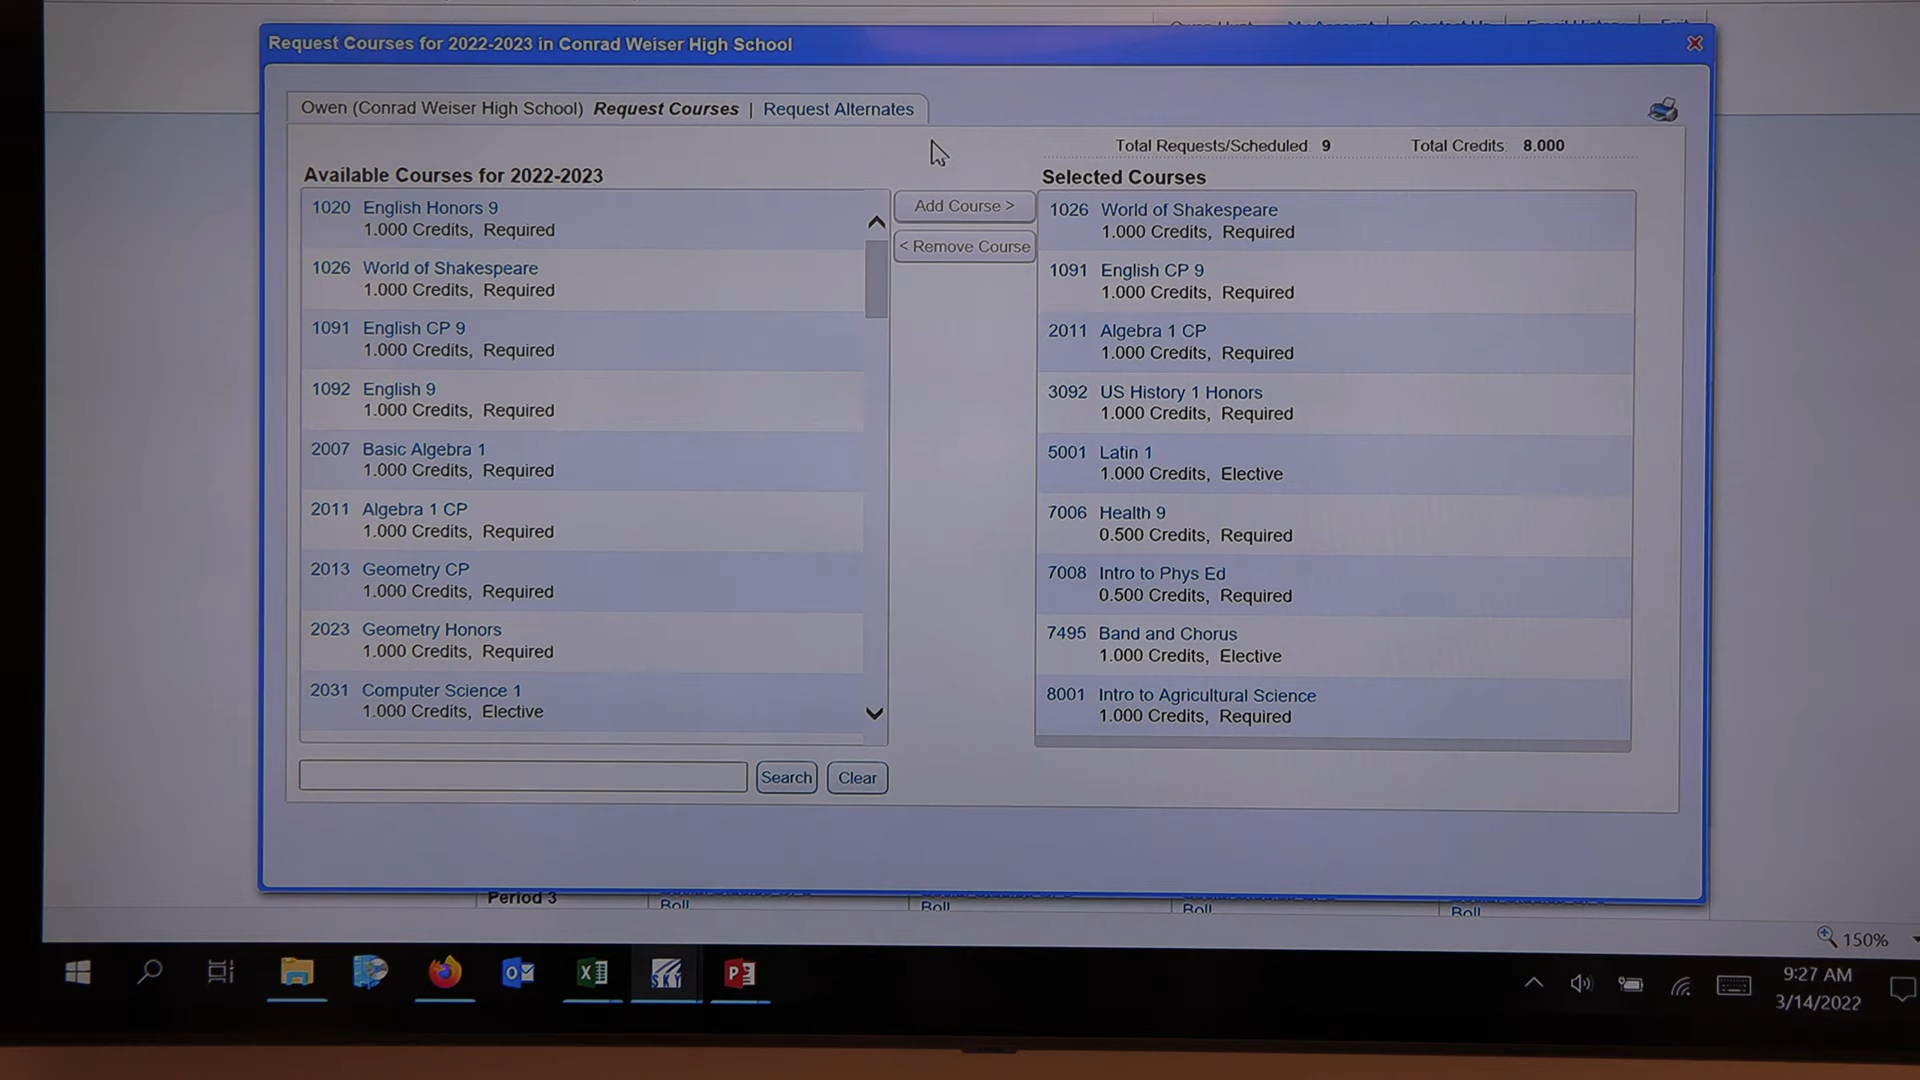 Request Courses for 2022-2023 in Conrad Weiser High School
Owen (Conrad Weiser High School) Request Courses | Request Alternates
Total Requests/Scheduled: 9 Total Credits: 8.000
Available Courses for 2022-2023
1020 English Honors 9
1.000 Credits, Required
1026 World of Shakespeare
1.000 Credits, Required
1091 English CP 9
1.000 Credits, Required
1092 English 9
1.000 Credits, Required
2007 Basic Algebra 1
1.000 Credits, Required
2011 Algebra 1 CP
1.000 Credits, Required
2013 Geometry CP
1.000 Credits, Required
2023 Geometry Honors
1.000 Credits, Required
2031 Computer Science 1
1.000 Credits, Elective
Search Clear
Add Course >
< Remove Course
Selected Courses
1026 World of Shakespeare
1.000 Credits, Required
1091 English CP 9
1.000 Credits, Required
2011 Algebra 1 CP
1.000 Credits, Required
3092 US History 1 Honors
1.000 Credits, Required
5001 Latin 1
1.000 Credits, Elective
7006 Health 9
0.500 Credits, Required
7008 Intro to Phys Ed
0.500 Credits, Required
7495 Band and Chorus
1.000 Credits, Elective
8001 Intro to Agricultural Science
1.000 Credits, Required
Period 3
Roll Roll Roll Roll
150%
SKY
9:27 AM
3/14/2022